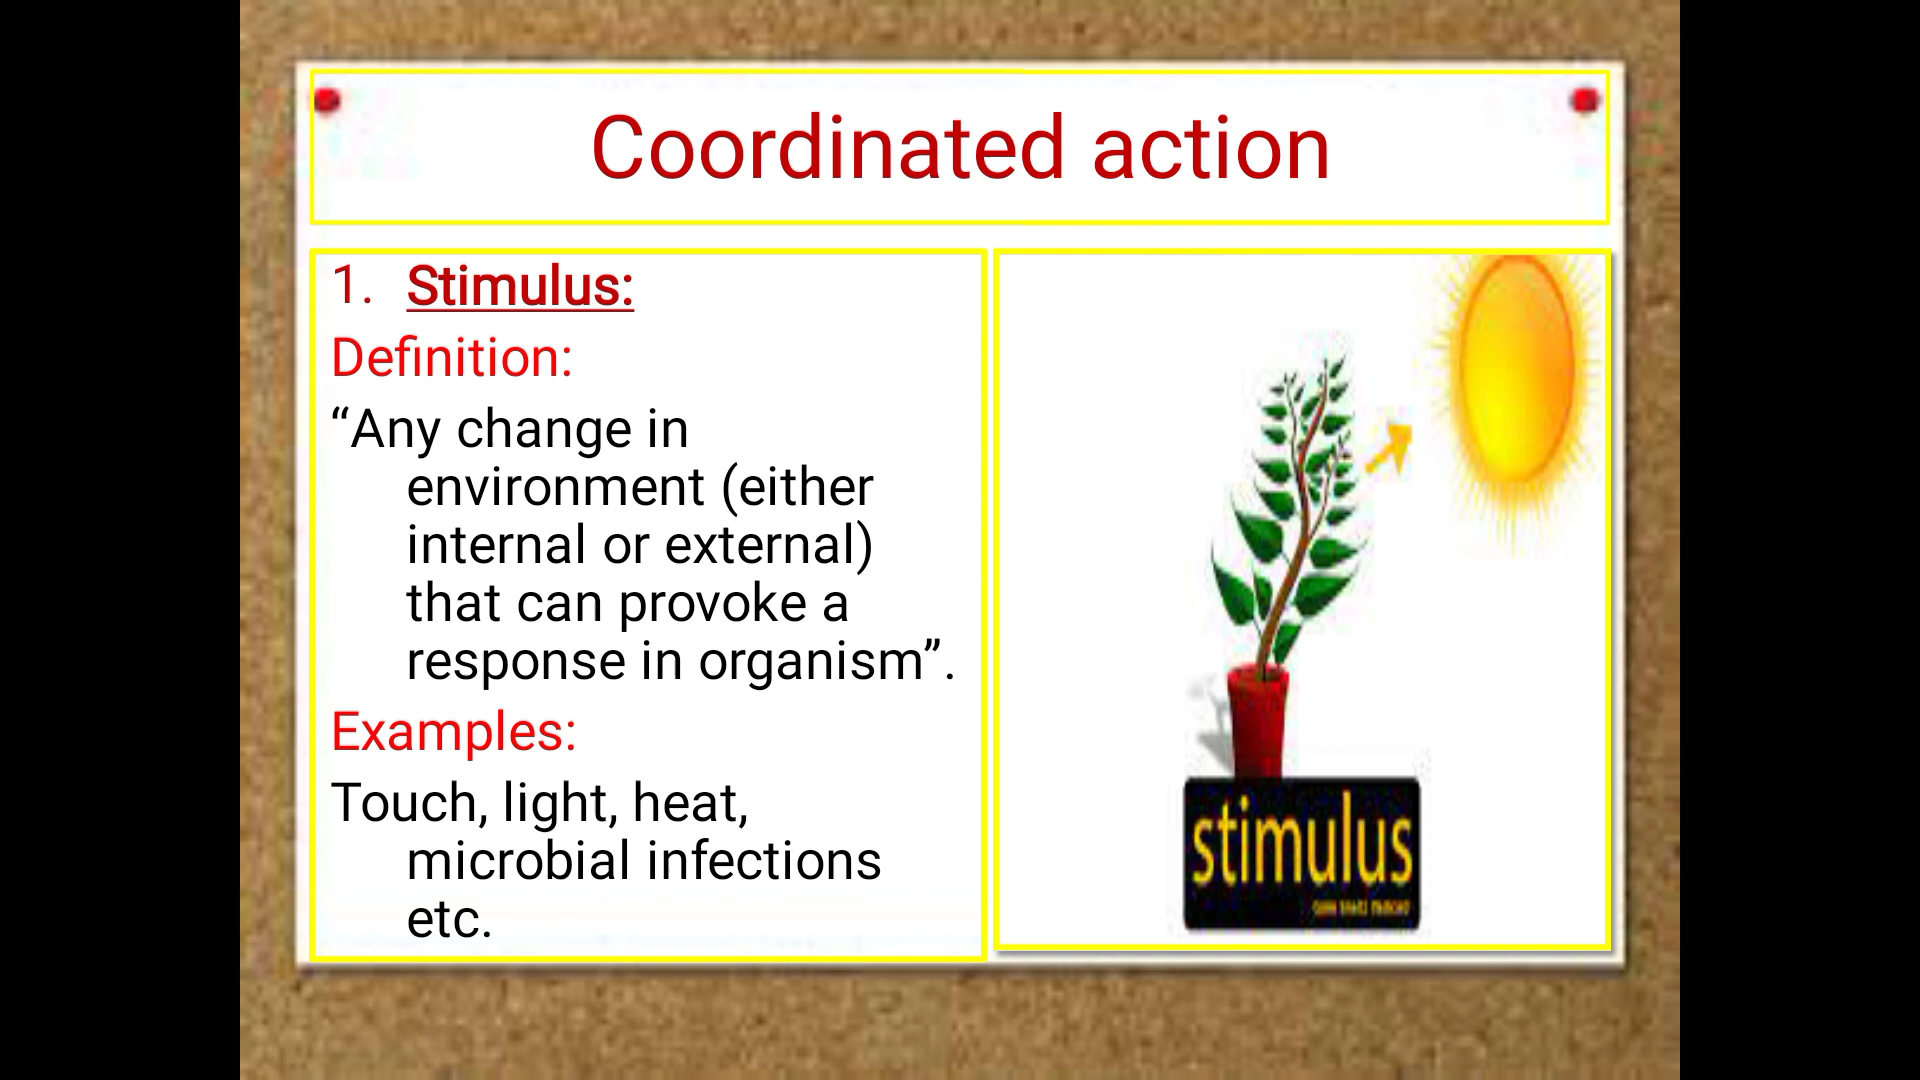 Coordinated action
1. Stimulus:
Definition:
“Any change in
environment (either
internal or external)
that can provoke a
response in organism”.
Examples:
Touch, light, heat,
microbial infections
etc.
stimulus